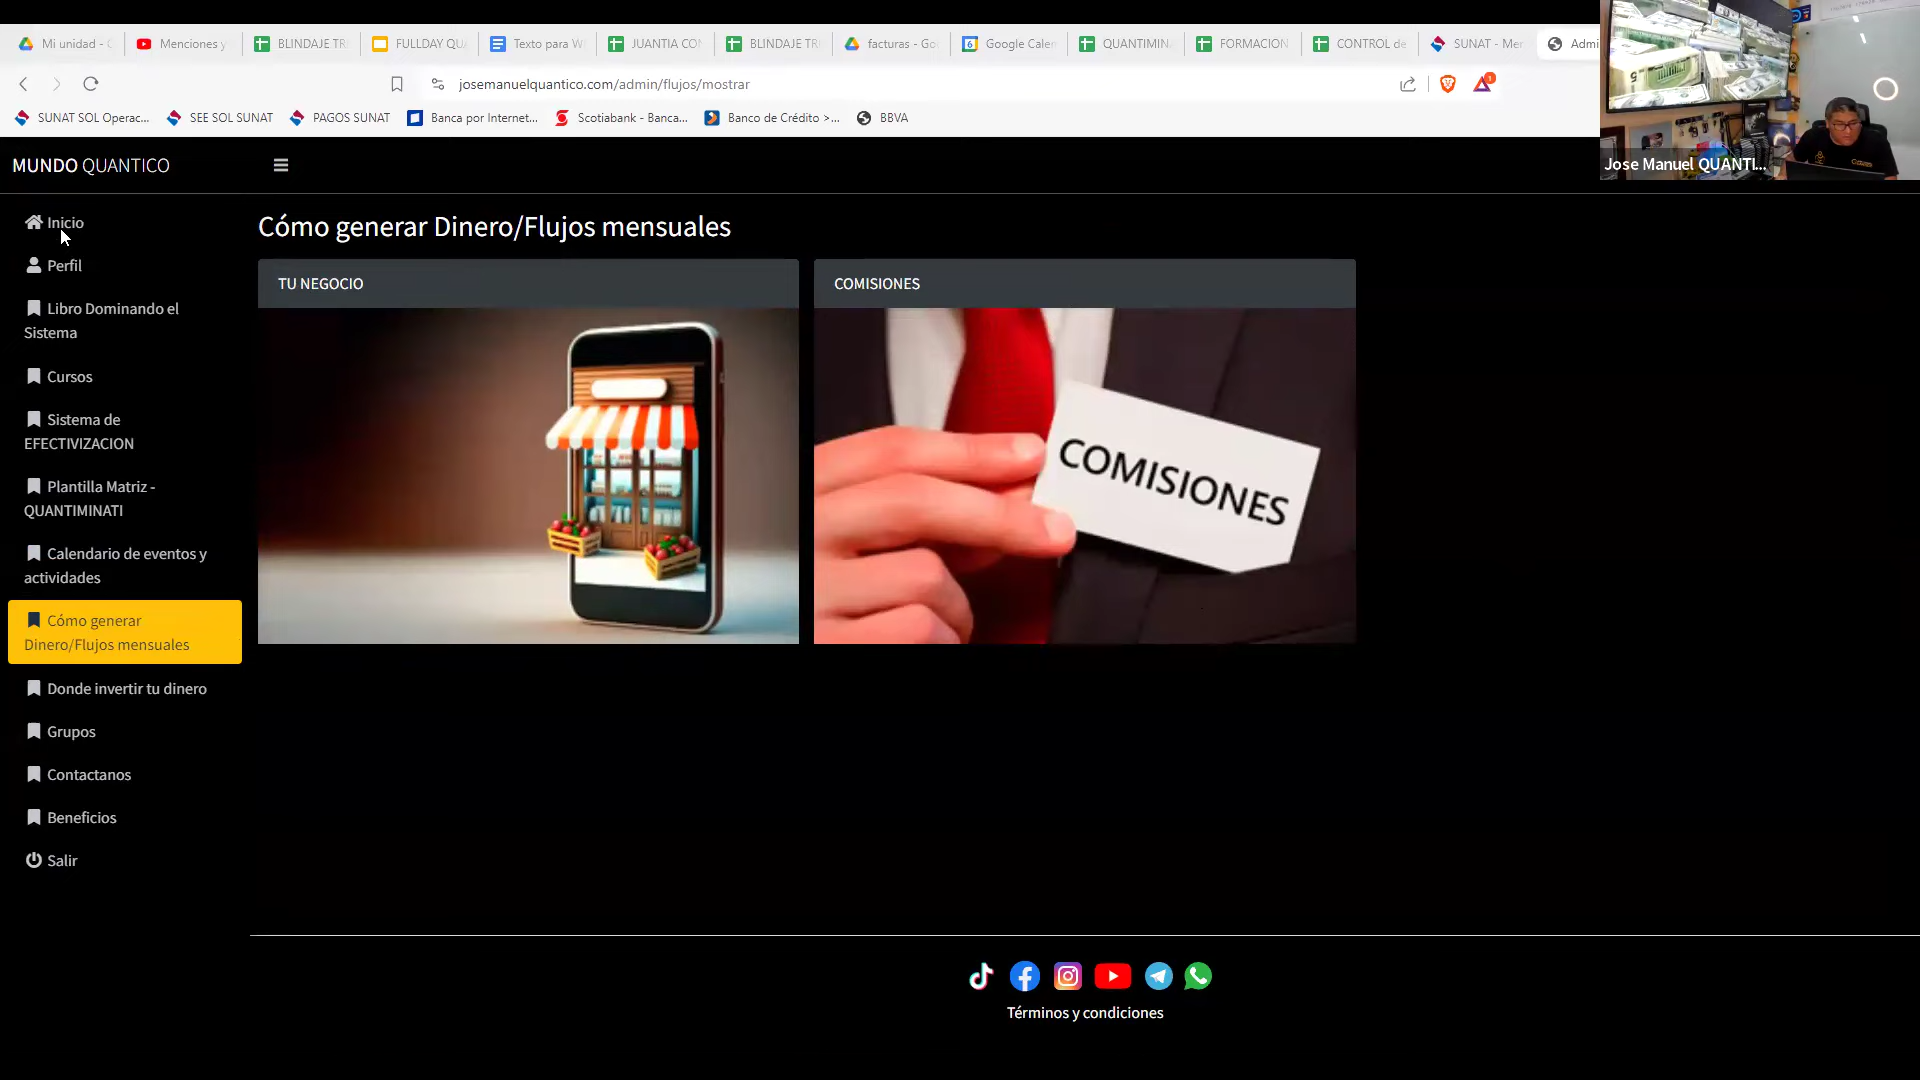 Mi unidad - G
Menciones y
BLINDAJE TR
FULLDAY QU
Texto para W
JUANTIA CO
BLINDAJE TR
facturas - Go
Google Calen
QUANTIMIN
FORMACION
CONTROL de
SUNAT - Me
Admi
josemanuelquantico.com/admin/flujos/mostrar
1
SUNAT SOL Operac...
SEE SOL SUNAT
PAGOS SUNAT
Banca por Internet...
Scotiabank - Banca...
Banco de Crédito >...
BBVA
Jose Manuel QUANTI...
MUNDO QUANTICO
Inicio
Perfil
Libro Dominando el
Sistema
Cursos
Sistema de
EFECTIVIZACION
Plantilla Matriz -
QUANTIMINATI
Calendario de eventos y
actividades
Cómo generar
Dinero/Flujos mensuales
Donde invertir tu dinero
Grupos
Contactanos
Beneficios
Salir
Cómo generar Dinero/Flujos mensuales
TU NEGOCIO
COMISIONES
COMISIONES
Términos y condiciones